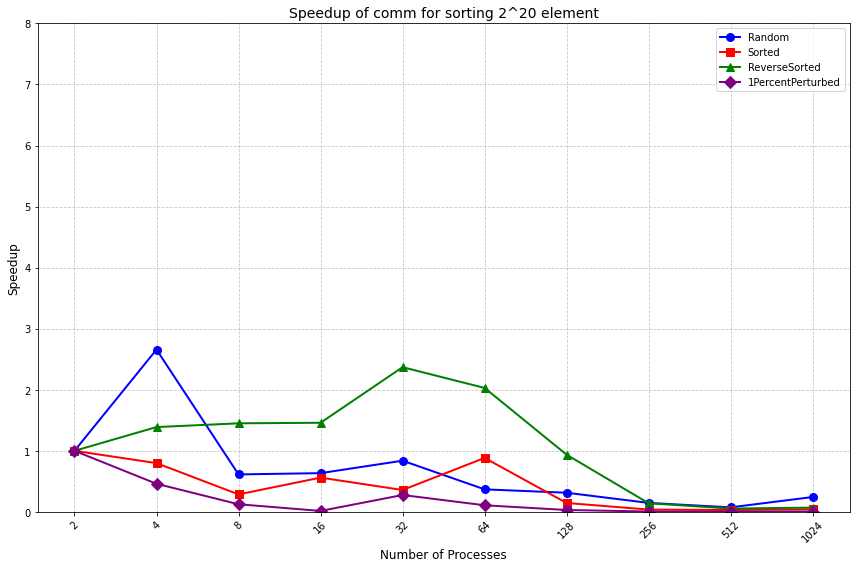 Speedup of comm for sorting 2^20 element
Random
Sorted
ReverseSorted
1PercentPerturbed
Speedup
8
7
6
5
4
3
2
1
0
2
4
8
16
32
64
128
256
512
1024
Number of Processes